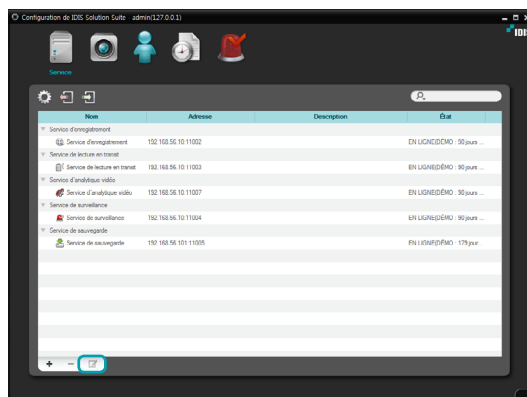 Configuration de IDIS Solution Suite - admin(127.0.0.1)
IDIS
Service
Nom Adresse Description État
Service d'enregistrement
Service d'enregistrement 192.168.56.10:11002 EN LIGNE(DÉMO : 90 jours ...
Service de lecture en transit
Service de lecture en transit 192.168.56.10:11003 EN LIGNE(DÉMO : 90 jours ...
Service d'analytique vidéo
Service d'analytique vidéo 192.168.56.10:11007 EN LIGNE(DÉMO : 90 jours ...
Service de surveillance
Service de surveillance 192.168.56.10:11004 EN LIGNE(DÉMO : 90 jours ...
Service de sauvegarde
Service de sauvegarde 192.168.56.101:11005 EN LIGNE(DÉMO : 179 jour ...